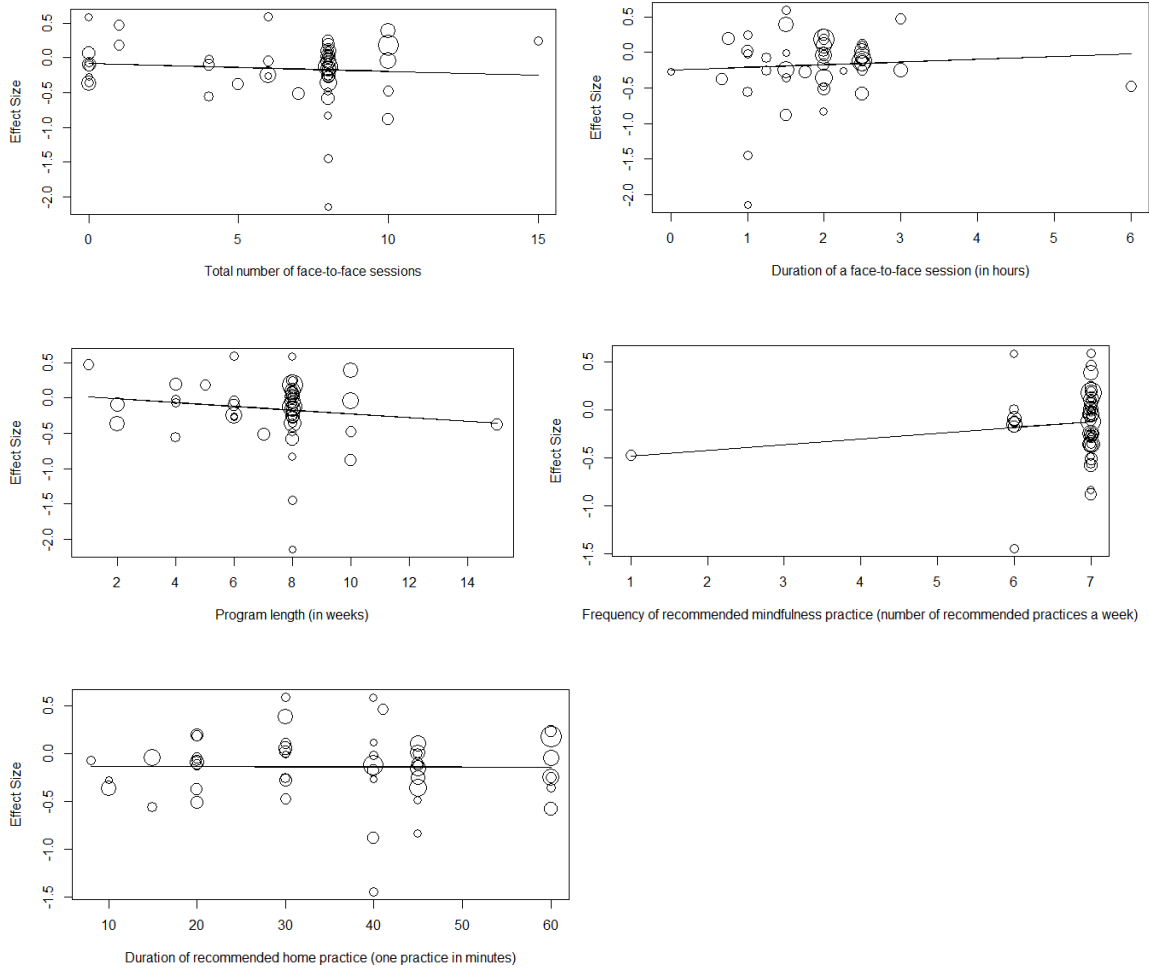 Effect Size
0.5
0.0
-0.5
-1.0
-1.5
-2.0
0 5 10 15
Total number of face-to-face sessions
Effect Size
0.5
0.0
-0.5
-1.0
-1.5
-2.0
0 1 2 3 4 5 6
Duration of a face-to-face session (in hours)
Effect Size
0.5
0.0
-0.5
-1.0
-1.5
-2.0
2 4 6 8 10 12 14
Program length (in weeks)
Effect Size
0.5
0.0
-0.5
-1.0
-1.5
1 2 3 4 5 6 7
Frequency of recommended mindfulness practice (number of recommended practices a week)
Effect Size
0.5
0.0
-0.5
-1.0
-1.5
10 20 30 40 50 60
Duration of recommended home practice (one practice in minutes)